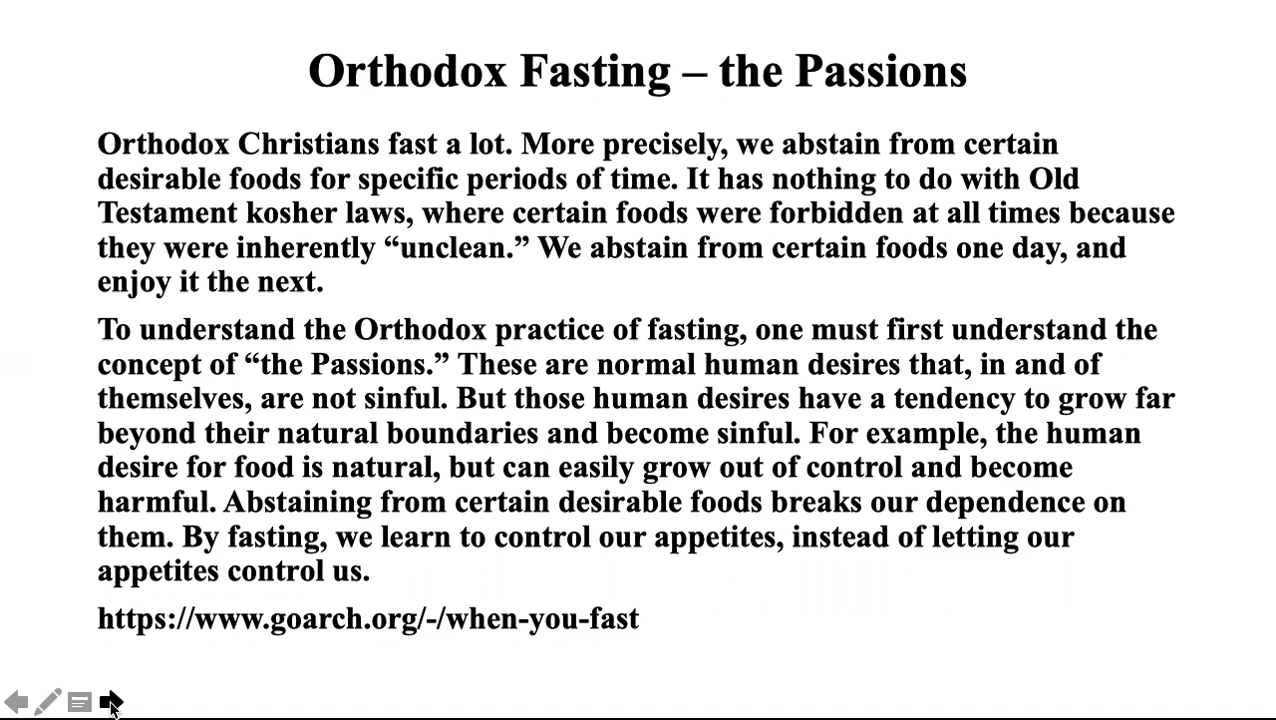 Orthodox Fasting – the Passions
Orthodox Christians fast a lot. More precisely, we abstain from certain
desirable foods for specific periods of time. It has nothing to do with Old
Testament kosher laws, where certain foods were forbidden at all times because
they were inherently “unclean.” We abstain from certain foods one day, and
enjoy it the next.
To understand the Orthodox practice of fasting, one must first understand the
concept of “the Passions.” These are normal human desires that, in and of
themselves, are not sinful. But those human desires have a tendency to grow far
beyond their natural boundaries and become sinful. For example, the human
desire for food is natural, but can easily grow out of control and become
harmful. Abstaining from certain desirable foods breaks our dependence on
them. By fasting, we learn to control our appetites, instead of letting our
appetites control us.
https://www.goarch.org/-/when-you-fast